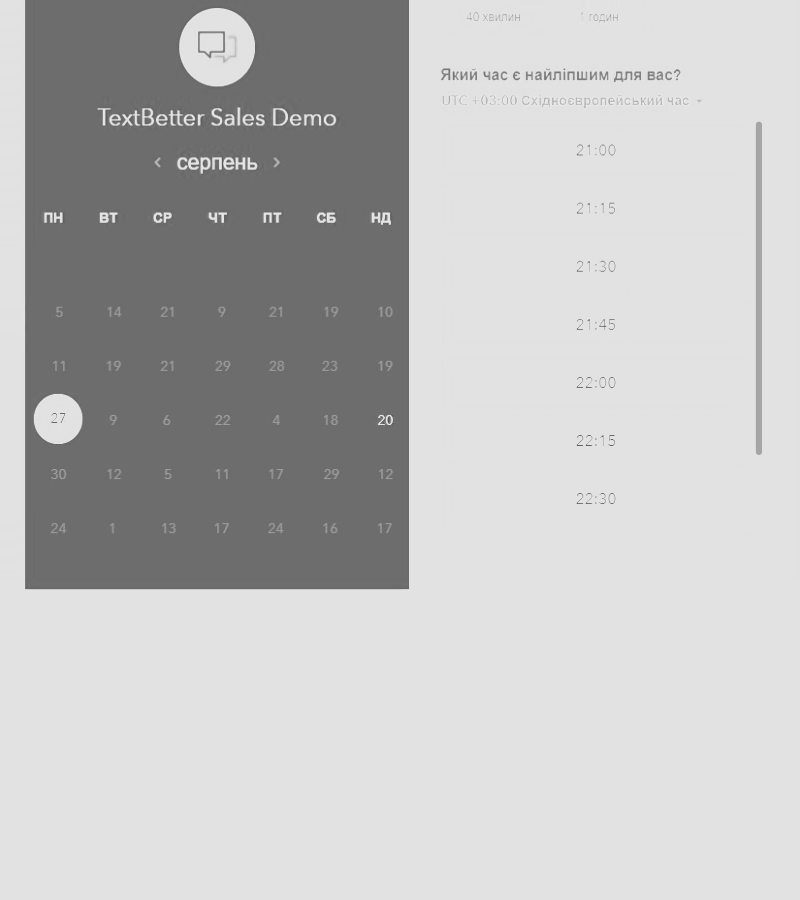 TextBetter Sales Demo
< серпень >
ПН ВТ СР ЧТ ПТ СБ НД
5 14 21 9 21 19 10
11 19 21 29 28 23 19
27 9 6 22 4 18 20
30 12 5 11 17 29 12
24 1 13 17 24 16 17
40 хвилин 1 годин
Який час є найліпшим для вас?
UTC +03:00 Східноєвропейський час
21:00
21:15
21:30
21:45
22:00
22:15
22:30